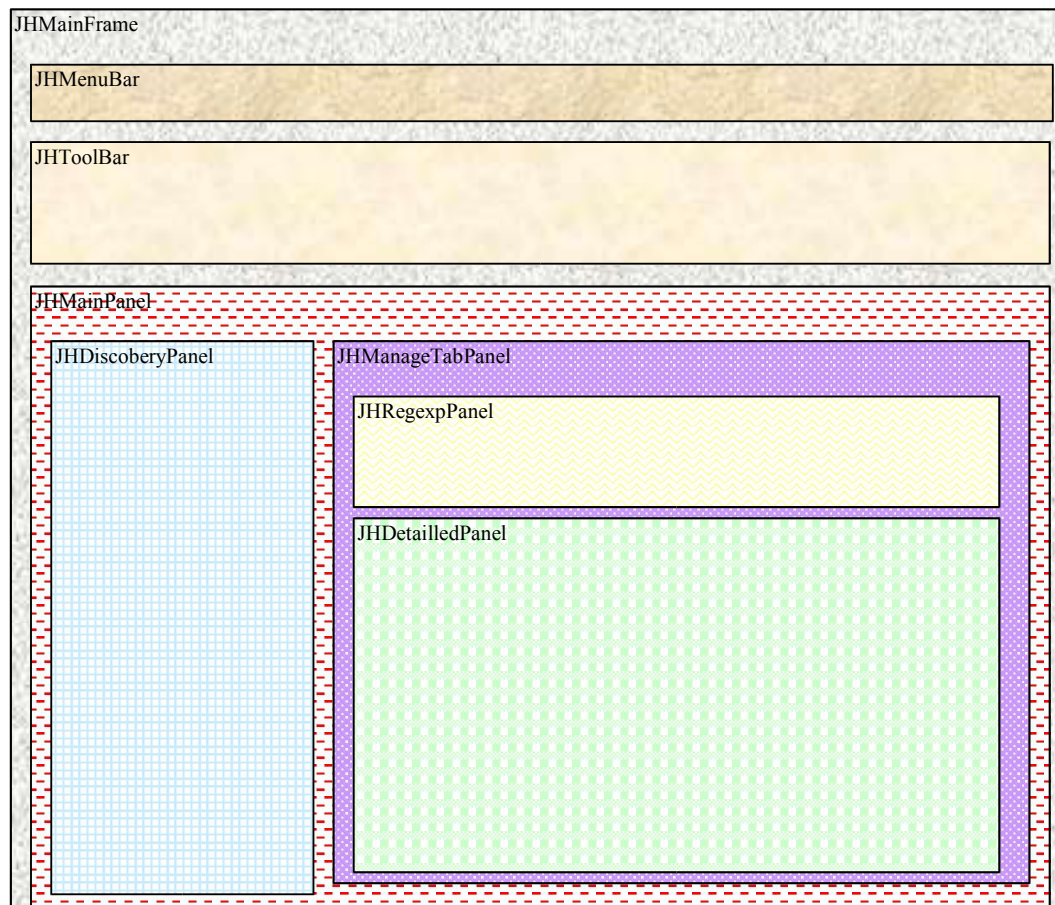 JHMainFrame
JHMenuBar
JHToolBar
JHMainPanel
JHDiscoberyPanel
JHManageTabPanel
JHRegexpPanel
JHDetailledPanel